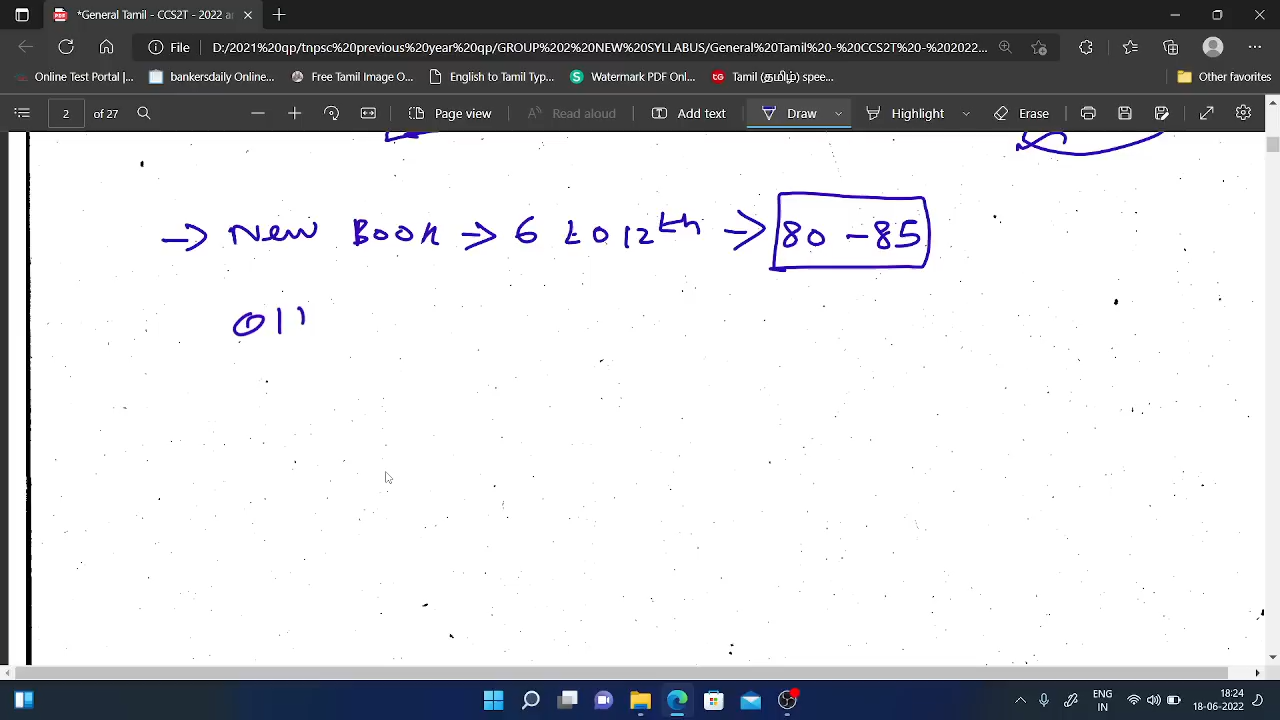 *General Tamil - CCS2T - 2022 a
File D:/2021%20qp/tnpsc%20previous%20year%20qp/GROUP%202%20NEW%20SYLLABUS/General%20Tamil%20-%20CCS2T%20-%202022...
Online Test Portal |... bankersdaily Online... Free Tamil Image O... English to Tamil Typ... Watermark PDF Onl... tG Tamil (தமிழ்) spee... Other favorites
2 of 27 Page view Read aloud Add text Draw Highlight Erase
→ New Book → 6 to 12th → 80 - 85
ENG 18:24
IN 18-06-2022